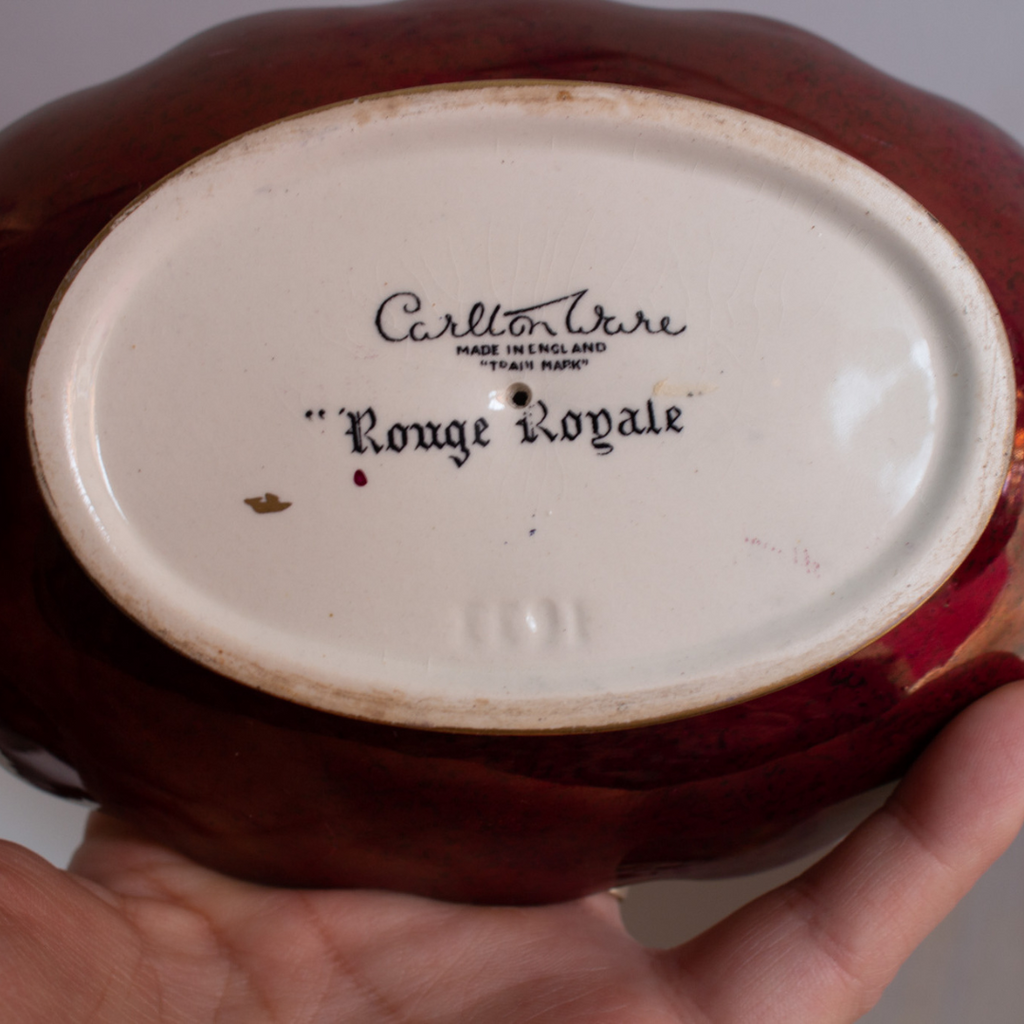 Carlton Ware
MADE IN ENGLAND
"TRADE MARK"
"Rouge Royale